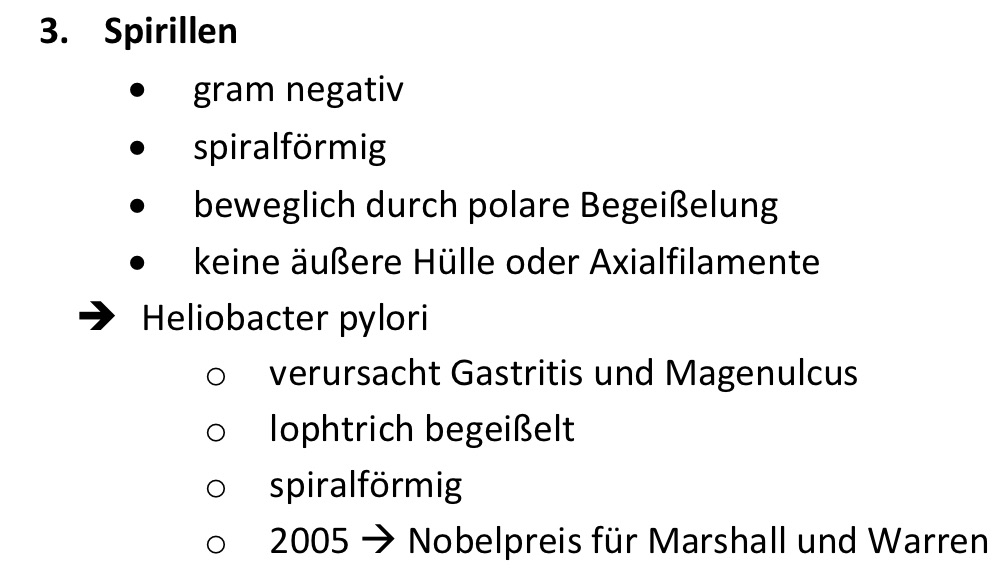 3. Spirillen
• gram negativ
• spiralförmig
• beweglich durch polare Begeißelung
• keine äußere Hülle oder Axialfilamente
➔ Heliobacter pylori
o verursacht Gastritis und Magenulcus
o lophtrich begeißelt
o spiralförmig
o 2005 → Nobelpreis für Marshall und Warren